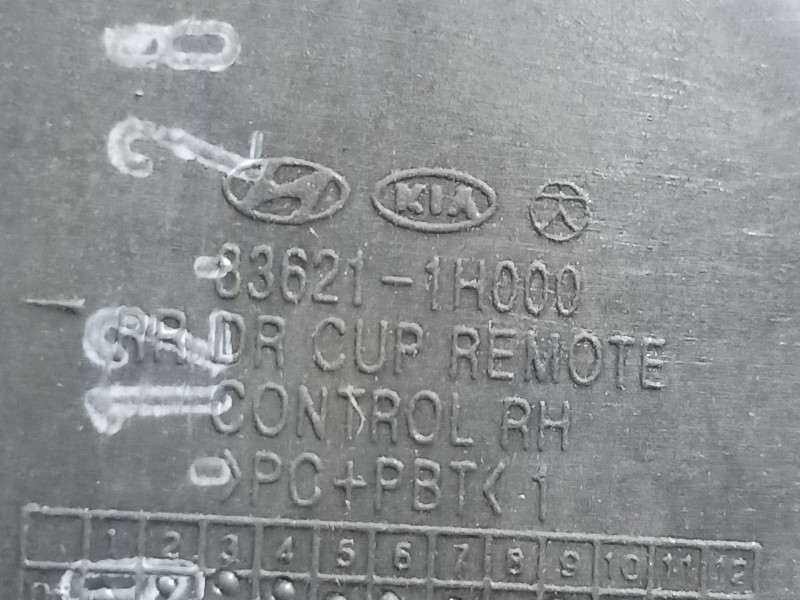 KIA
83621-1H000
RR DR CUP REMOTE
CONTROL RH
>PC+PBT< 1
1 2 3 4 5 6 7 8 9 10 11 12